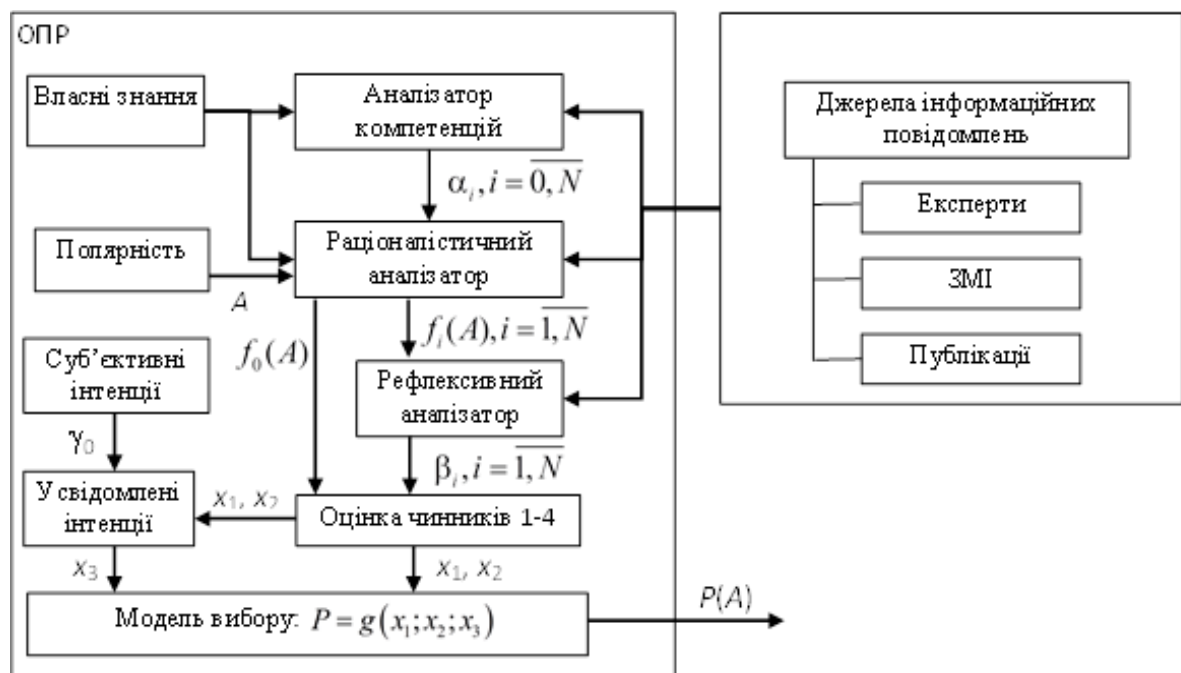 ОПР
Власні знання
Аналізатор
компетенцій
αᵢ, i = 0, N
Полярність
A
Раціоналістичний
аналізатор
f₀(A)
fᵢ(A), i = 1, N
Суб’єктивні
інтенції
γ₀
Рефлексивний
аналізатор
βᵢ, i = 1, N
Усвідомлені
інтенції
x₁, x₂
Оцінка чинників 1-4
x₃
x₁, x₂
Модель вибору: P = g(x₁; x₂; x₃)
P(A)
Джерела інформаційних
повідомлень
Експерти
ЗМІ
Публікації